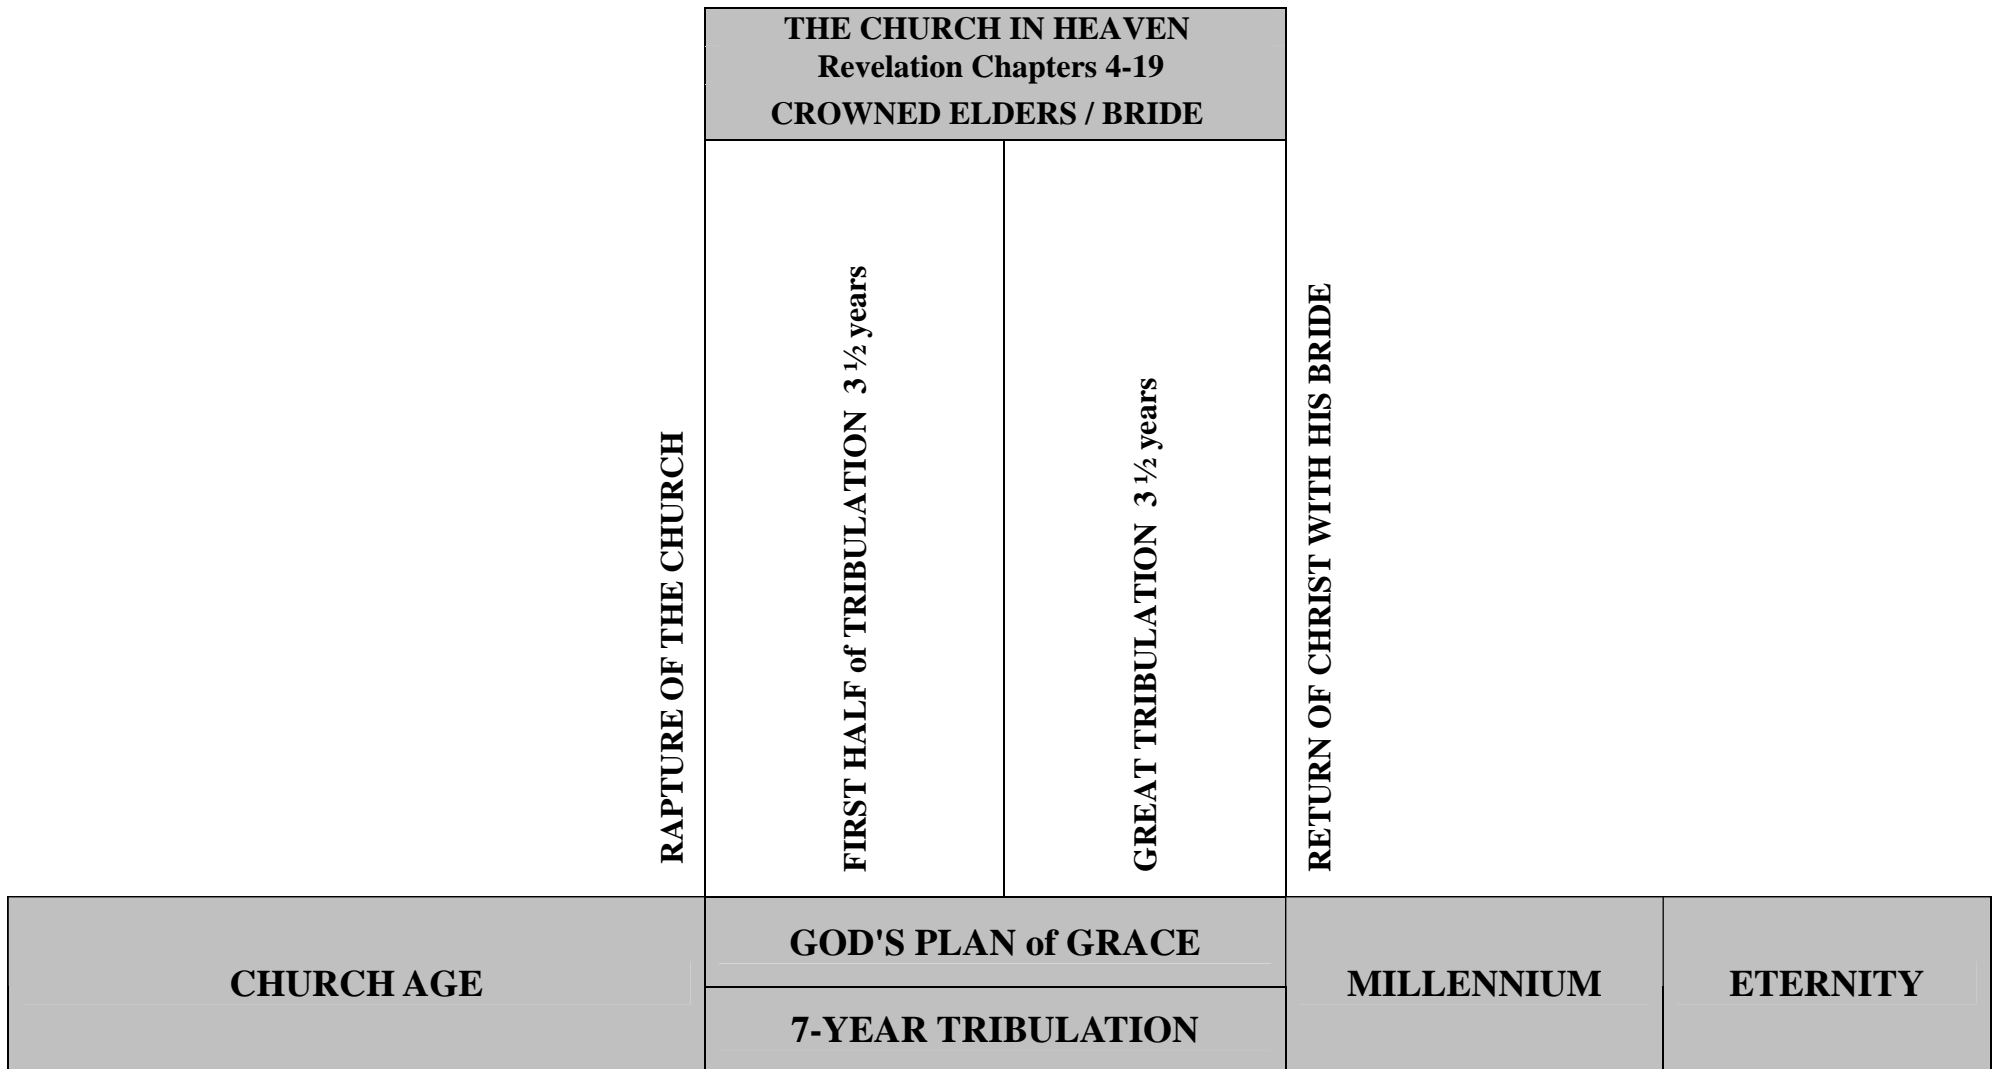 THE CHURCH IN HEAVEN
Revelation Chapters 4-19
CROWNED ELDERS / BRIDE
RAPTURE OF THE CHURCH
FIRST HALF of TRIBULATION 3 ½ years
GREAT TRIBULATION 3 ½ years
RETURN OF CHRIST WITH HIS BRIDE
CHURCH AGE
GOD'S PLAN of GRACE
7-YEAR TRIBULATION
MILLENNIUM
ETERNITY